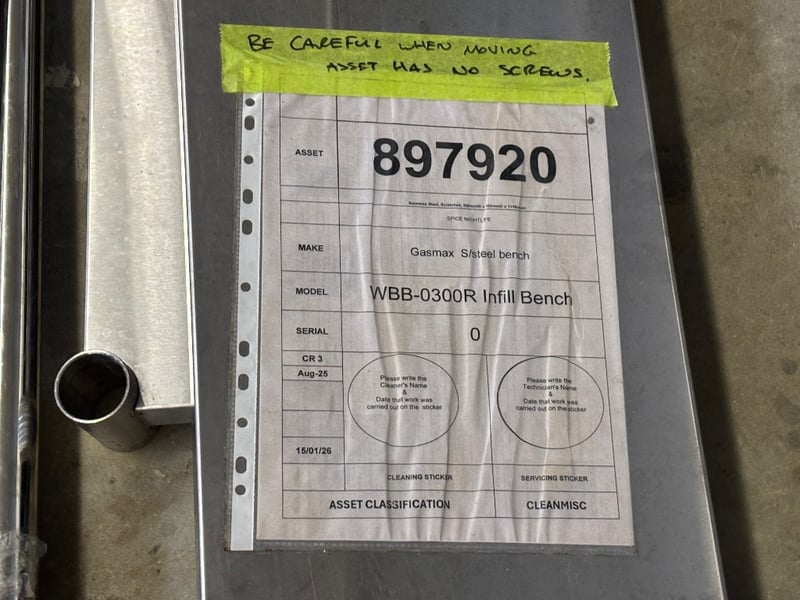 BE CAREFUL WHEN MOVING
ASSET HAS NO SCREWS.
ASSET
897920
Stainless Steel, Scratches,
SPICE NIGHTLIFE
MAKE
Gasmax S/steel bench
MODEL
WBB-0300R Infill Bench
SERIAL
0
CR 3
Aug-25
15/01/26
Please write the
Cleaner's Name
&
Date that work was
carried out on the sticker
Please write the
Technician's Name
&
Date that work was
carried out on the sticker
CLEANING STICKER
SERVICING STICKER
ASSET CLASSIFICATION
CLEANMISC